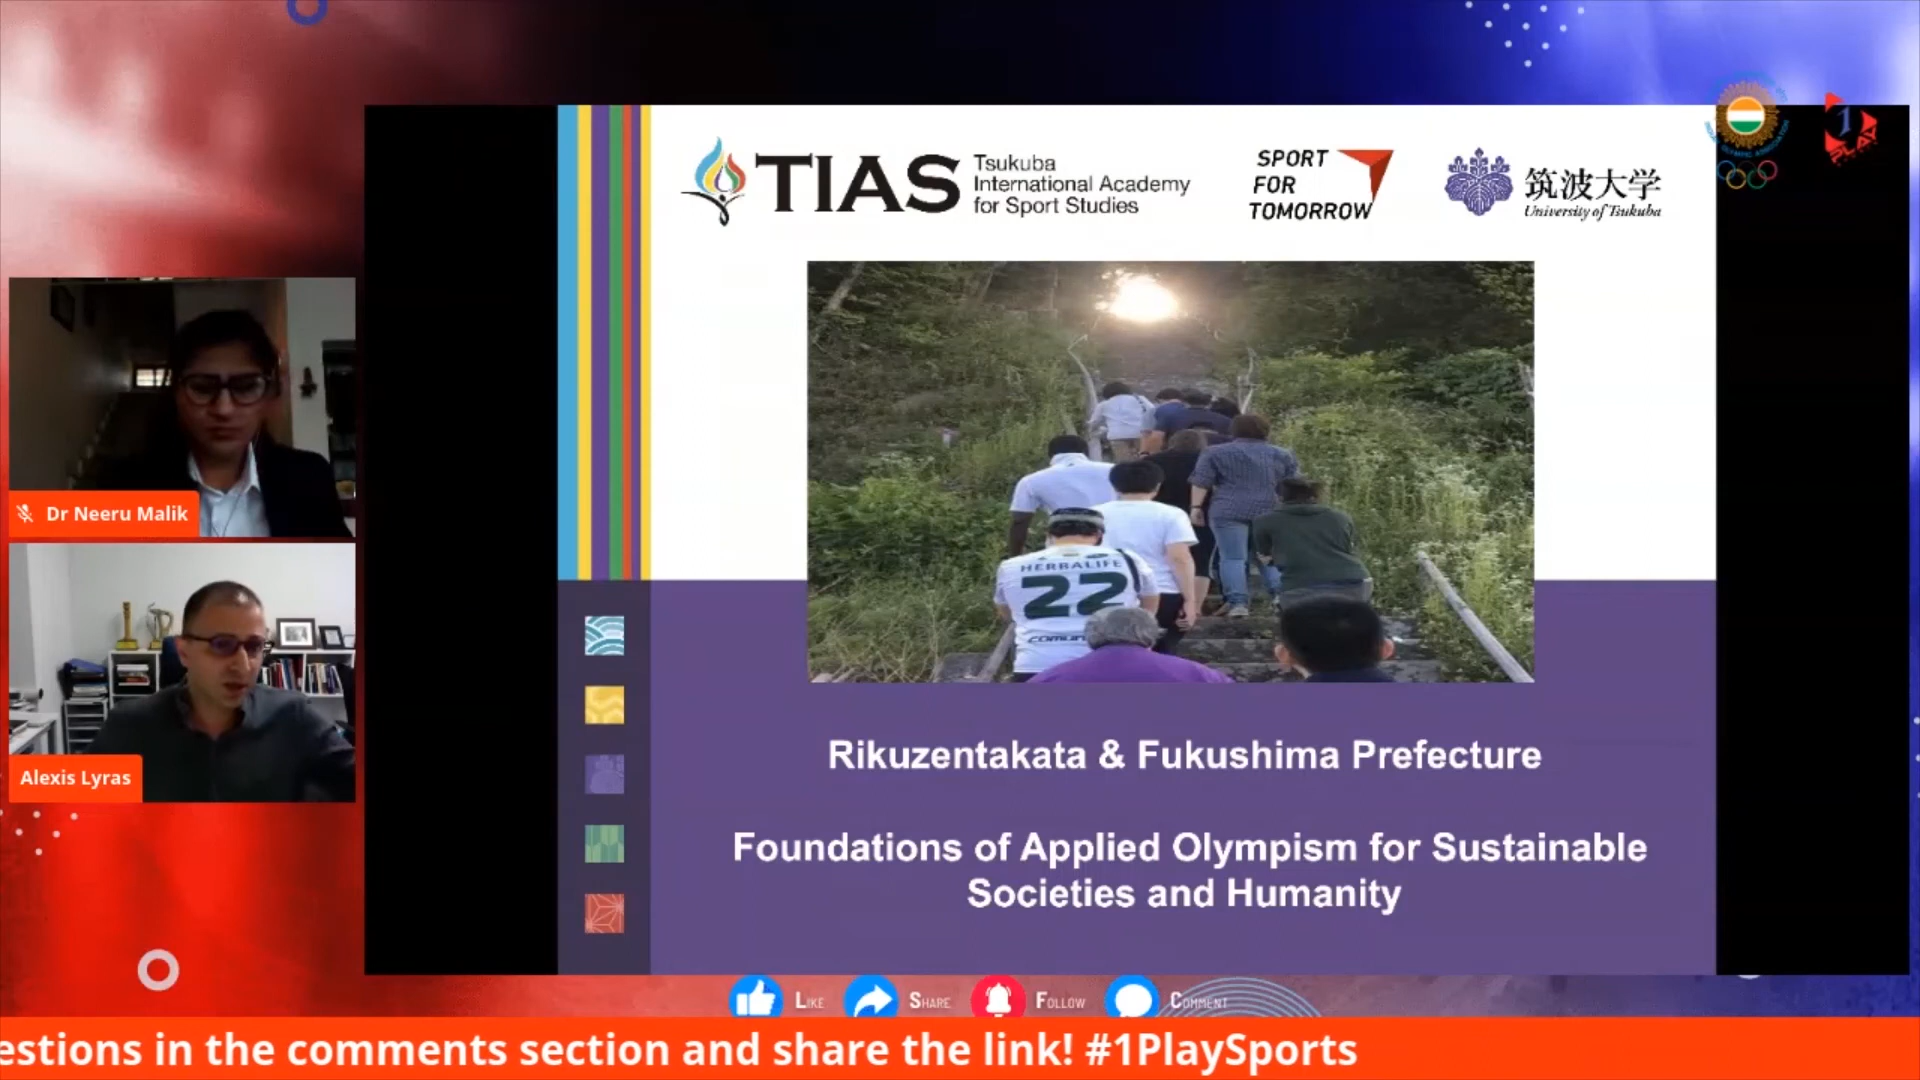 TIAS
Tsukuba
International Academy
for Sport Studies
SPORT
FOR
TOMORROW
筑波大学
University of Tsukuba
1
PLAY
HERBALIFE
22
Dr Neeru Malik
Alexis Lyras
Rikuzentakata & Fukushima Prefecture
Foundations of Applied Olympism for Sustainable
Societies and Humanity
LIKE
SHARE
FOLLOW
COMMENT
estions in the comments section and share the link! #1PlaySports